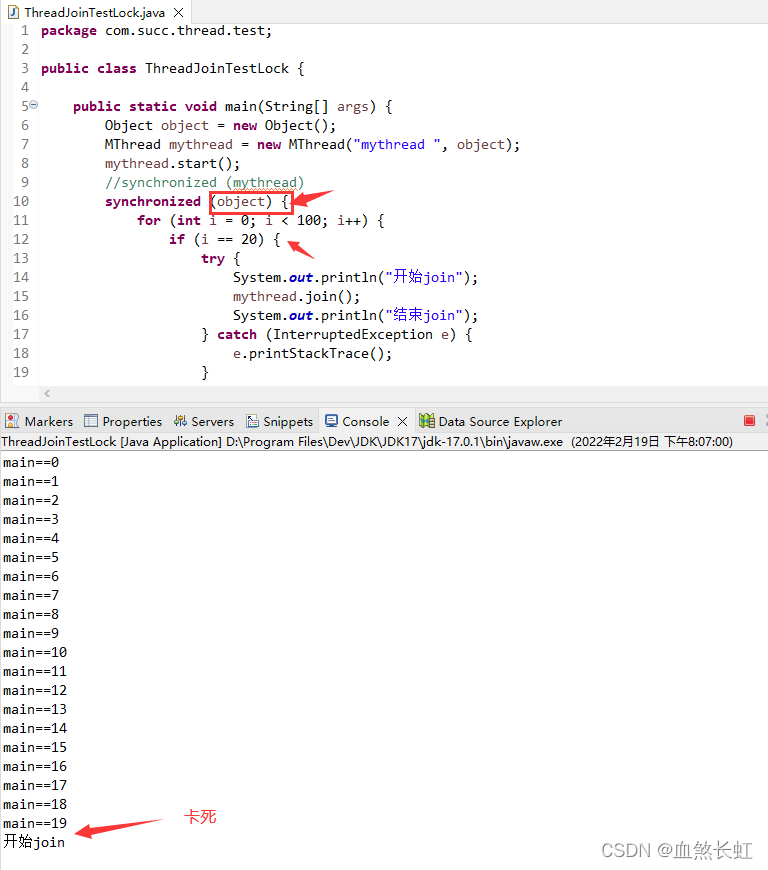 ThreadJoinTestLock.java
1 package com.succ.thread.test;
2
3 public class ThreadJoinTestLock {
4
5 public static void main(String[] args) {
6 Object object = new Object();
7 MThread mythread = new MThread("mythread ", object);
8 mythread.start();
9 //synchronized (mythread)
10 synchronized (object) {
11 for (int i = 0; i < 100; i++) {
12 if (i == 20) {
13 try {
14 System.out.println("开始join");
15 mythread.join();
16 System.out.println("结束join");
17 } catch (InterruptedException e) {
18 e.printStackTrace();
19 }
Markers Properties Servers Snippets Console Data Source Explorer
ThreadJoinTestLock [Java Application] D:\Program Files\Dev\JDK\JDK17\jdk-17.0.1\bin\javaw.exe (2022年2月19日 下午8:07:00)
main==0
main==1
main==2
main==3
main==4
main==5
main==6
main==7
main==8
main==9
main==10
main==11
main==12
main==13
main==14
main==15
main==16
main==17
main==18
main==19
卡死
开始join
CSDN @血煞长虹